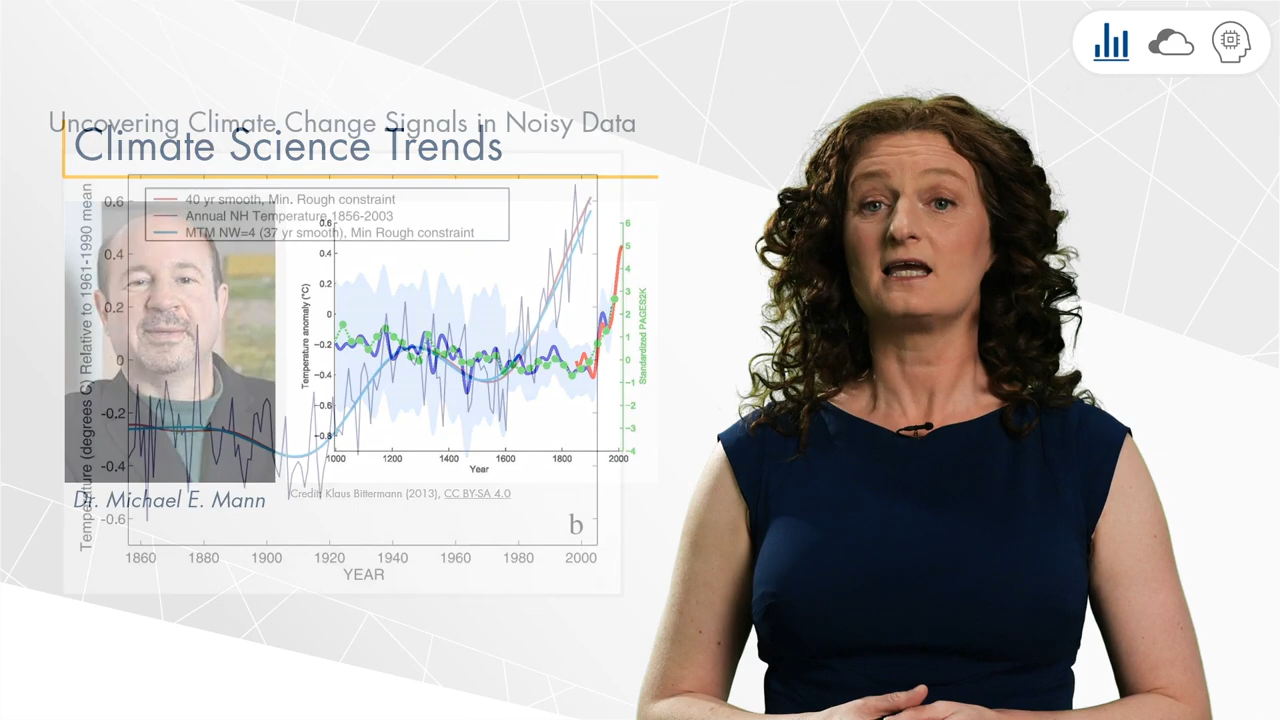 Uncovering Climate Change Signals in Noisy Data
Climate Science Trends
40 yr smooth, Min. Rough constraint
Annual NH Temperature 1856-2003
MTM NW=4 (37 yr smooth), Min Rough constraint
Temperature (degrees C) Relative to 1961-1990 mean
0.6
0.4
0.2
0
-0.2
-0.4
-0.6
1860 1880 1900 1920 1940 1960 1980 2000
YEAR
b
Temperature anomaly (°C)
0.6
0.4
0.2
0
-0.2
-0.4
-0.6
-0.8
1000 1200 1400 1600 1800 2000
Year
6
5
4
3
2
1
0
-1
-2
-3
-4
Standardized PAGES2K
Dr. Michael E. Mann
Credit: Klaus Bittermann (2013), CC BY-SA 4.0